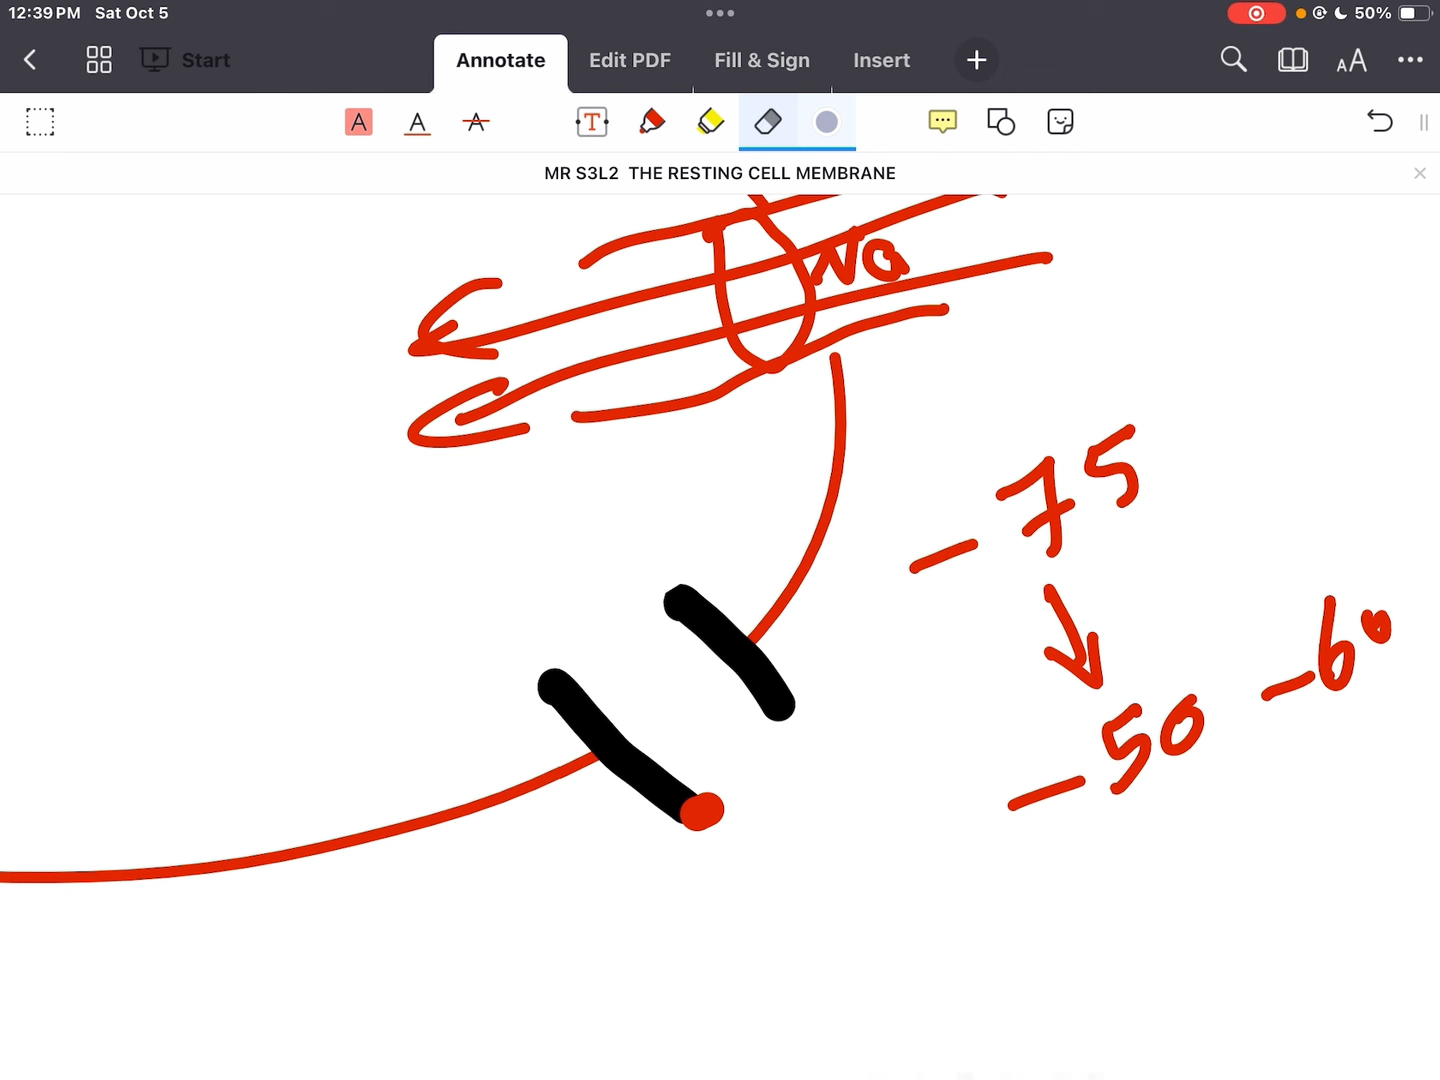 12:39 PM Sat Oct 5
50%
Start
Annotate
Edit PDF
Fill & Sign
Insert
A A A T AA
MR S3L2 THE RESTING CELL MEMBRANE
Na
-75
-60
-50